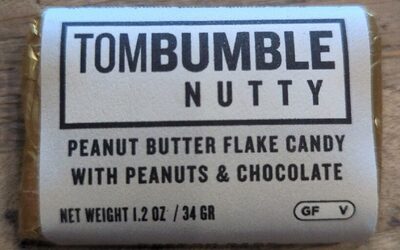 TOMBUMBLE
NUTTY
PEANUT BUTTER FLAKE CANDY
WITH PEANUTS & CHOCOLATE
NET WEIGHT 1.2 OZ / 34 GR
GF V